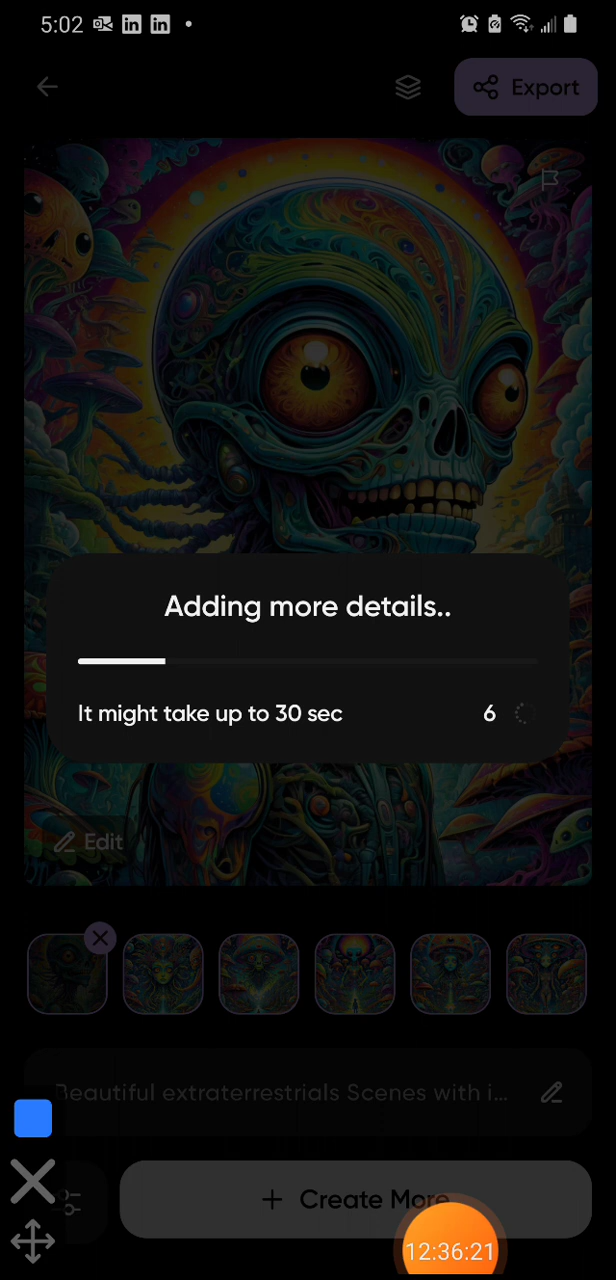 5:02
Export
Adding more details..
It might take up to 30 sec
6
Edit
Beautiful extraterrestrials Scenes with i...
+ Create More
12:36:21